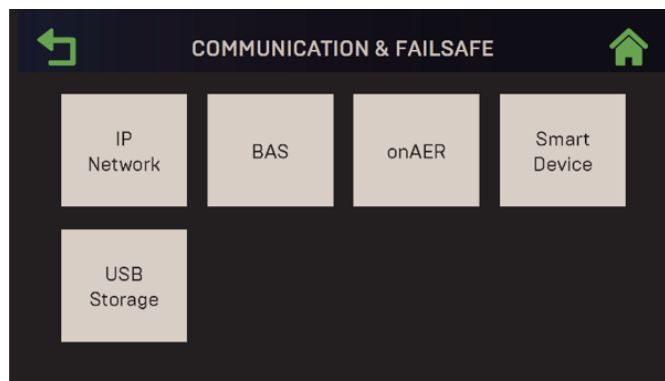 COMMUNICATION & FAILSAFE
IP
Network
BAS
onAER
Smart
Device
USB
Storage